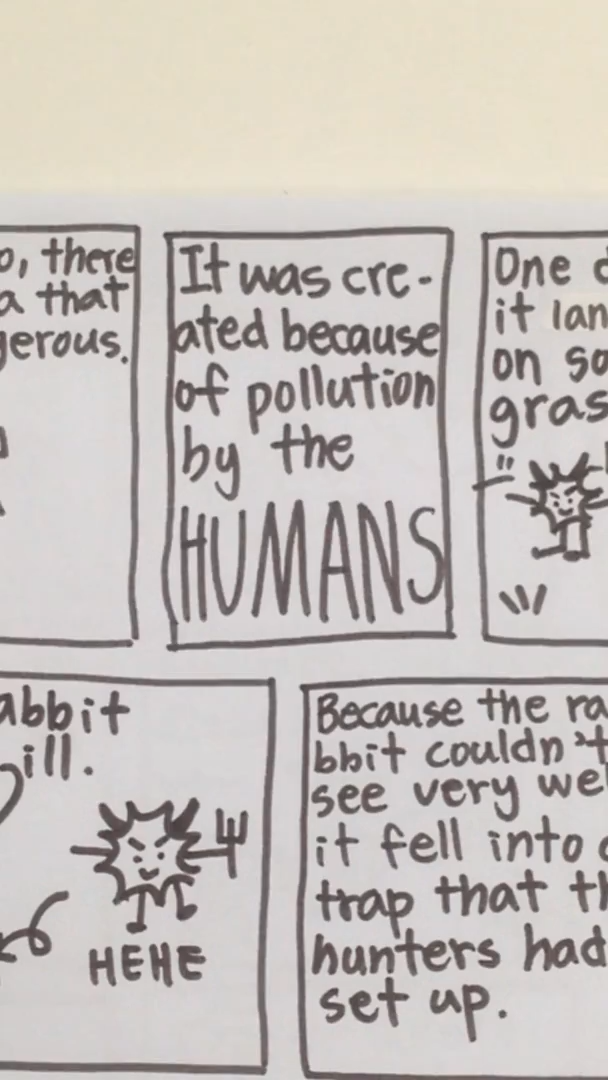 o, there
a that
gerous.
It was cre-
ated because
of pollution
by the
HUMANS
One d
it lan
on so
gras
abbit
ill.
HEHE
Because the ra-
bbit couldn't
see very we
it fell into a
trap that th
hunters had
set up.